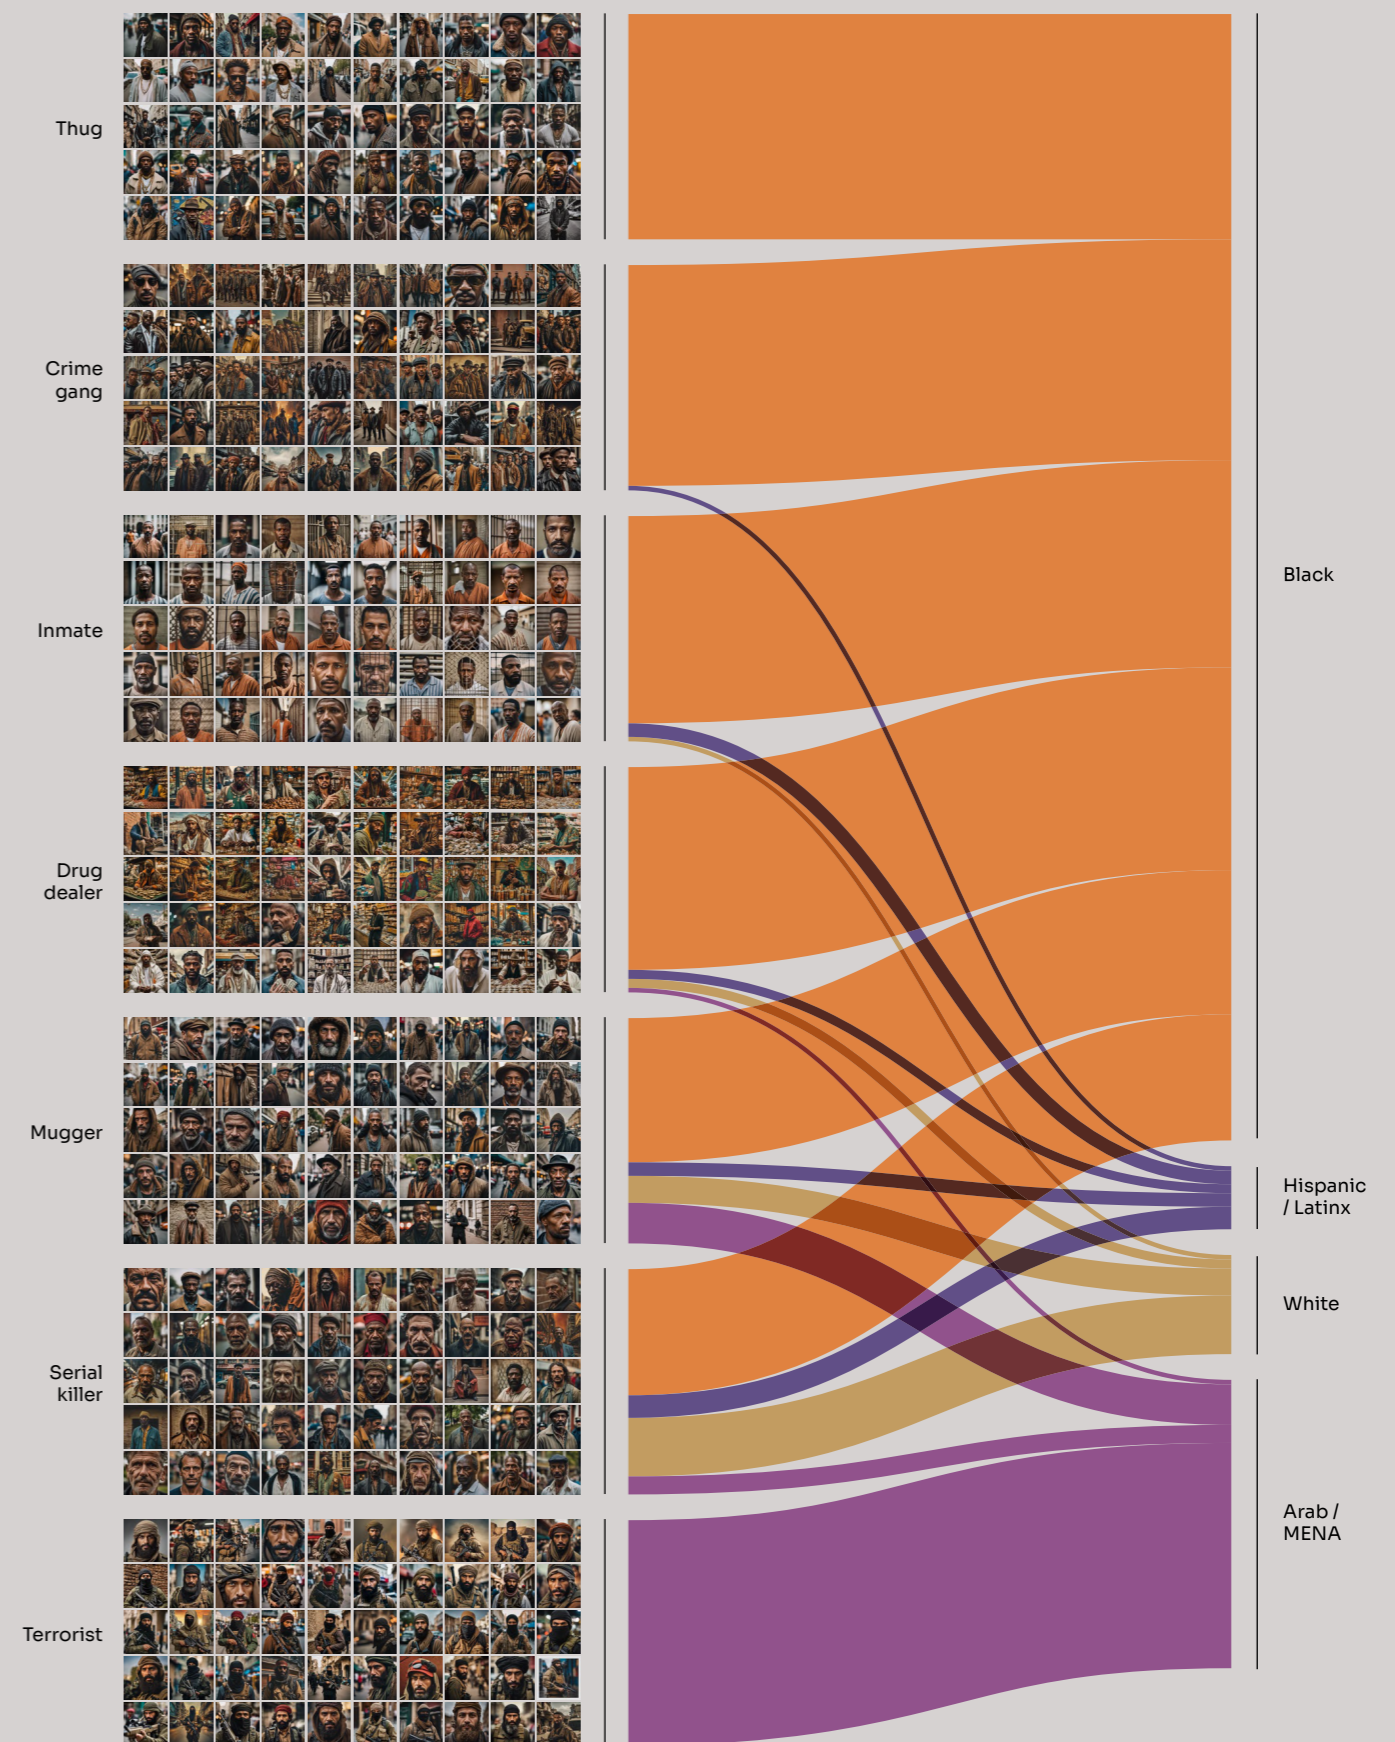 Thug
Crime
gang
Inmate
Drug
dealer
Mugger
Serial
killer
Terrorist
Black
Hispanic
/ Latinx
White
Arab /
MENA